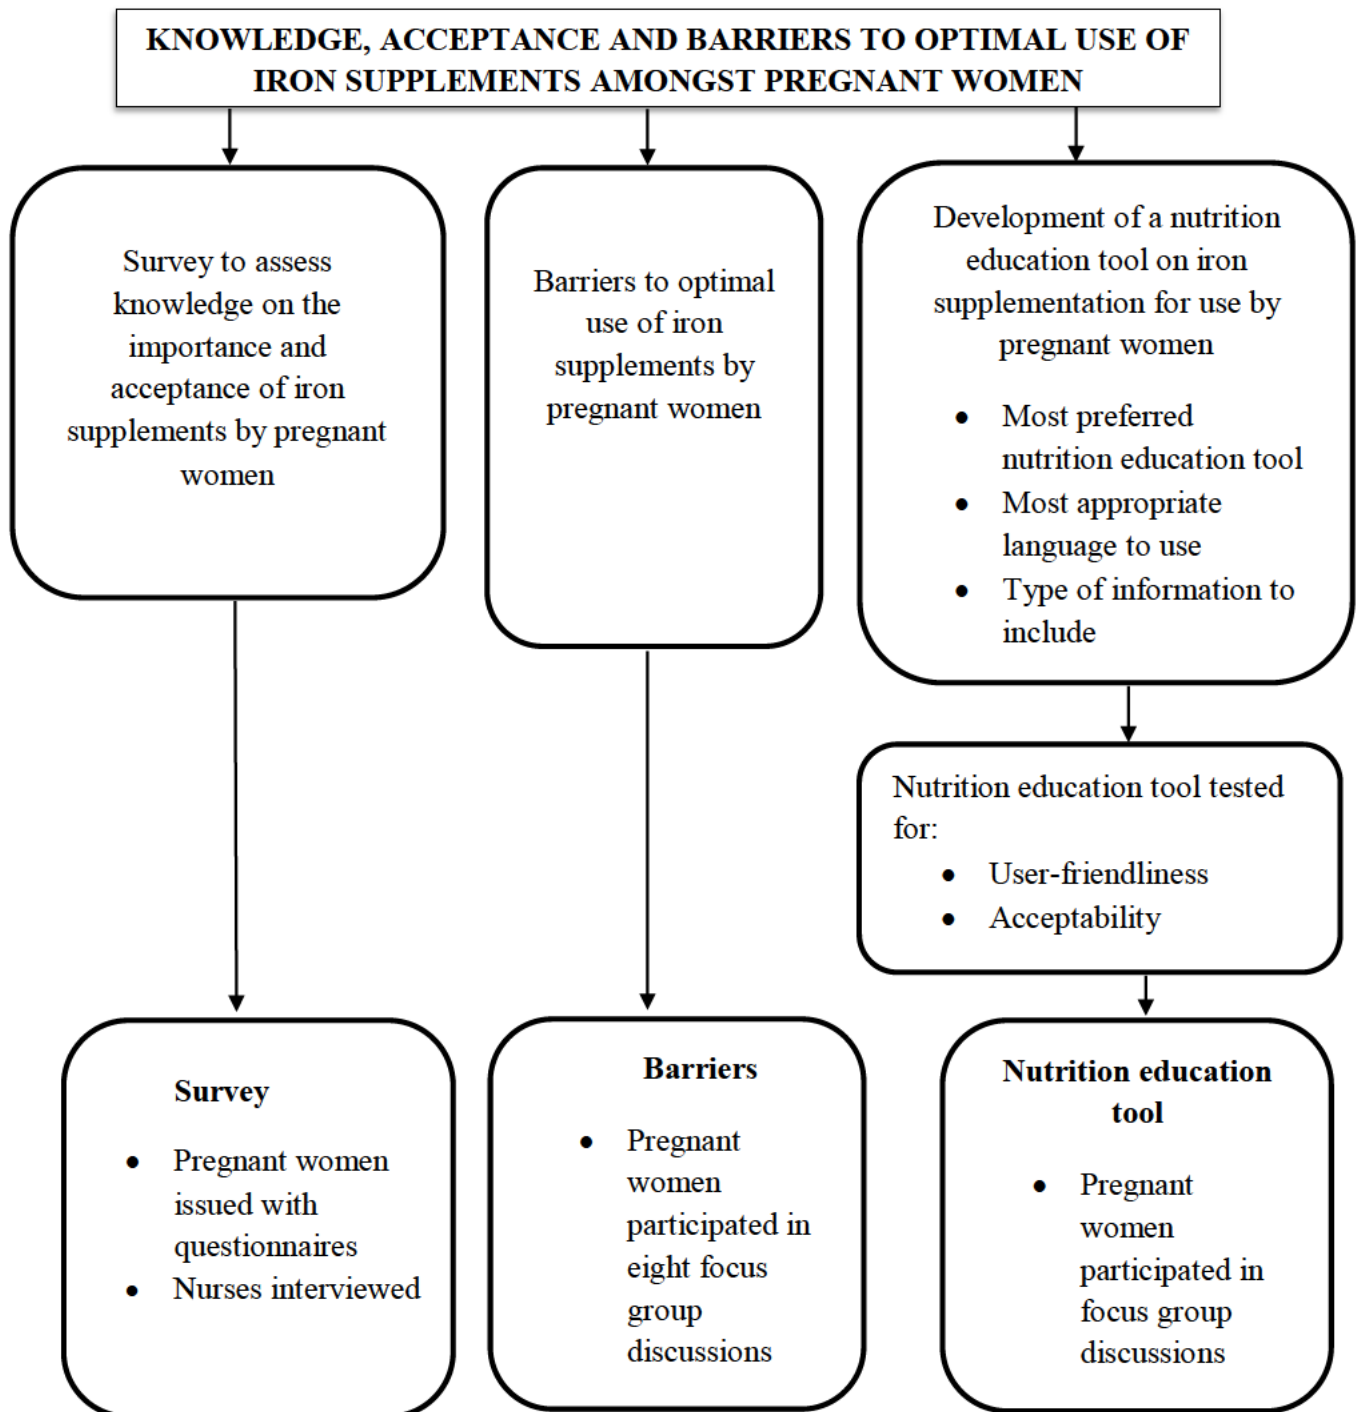 KNOWLEDGE, ACCEPTANCE AND BARRIERS TO OPTIMAL USE OF
IRON SUPPLEMENTS AMONGST PREGNANT WOMEN
Survey to assess
knowledge on the
importance and
acceptance of iron
supplements by pregnant
women
Barriers to optimal
use of iron
supplements by
pregnant women
Development of a nutrition
education tool on iron
supplementation for use by
pregnant women
• Most preferred
nutrition education tool
• Most appropriate
language to use
• Type of information to
include
Nutrition education tool tested
for:
• User-friendliness
• Acceptability
Survey
• Pregnant women
issued with
questionnaires
• Nurses interviewed
Barriers
• Pregnant
women
participated in
eight focus
group
discussions
Nutrition education
tool
• Pregnant
women
participated in
focus group
discussions